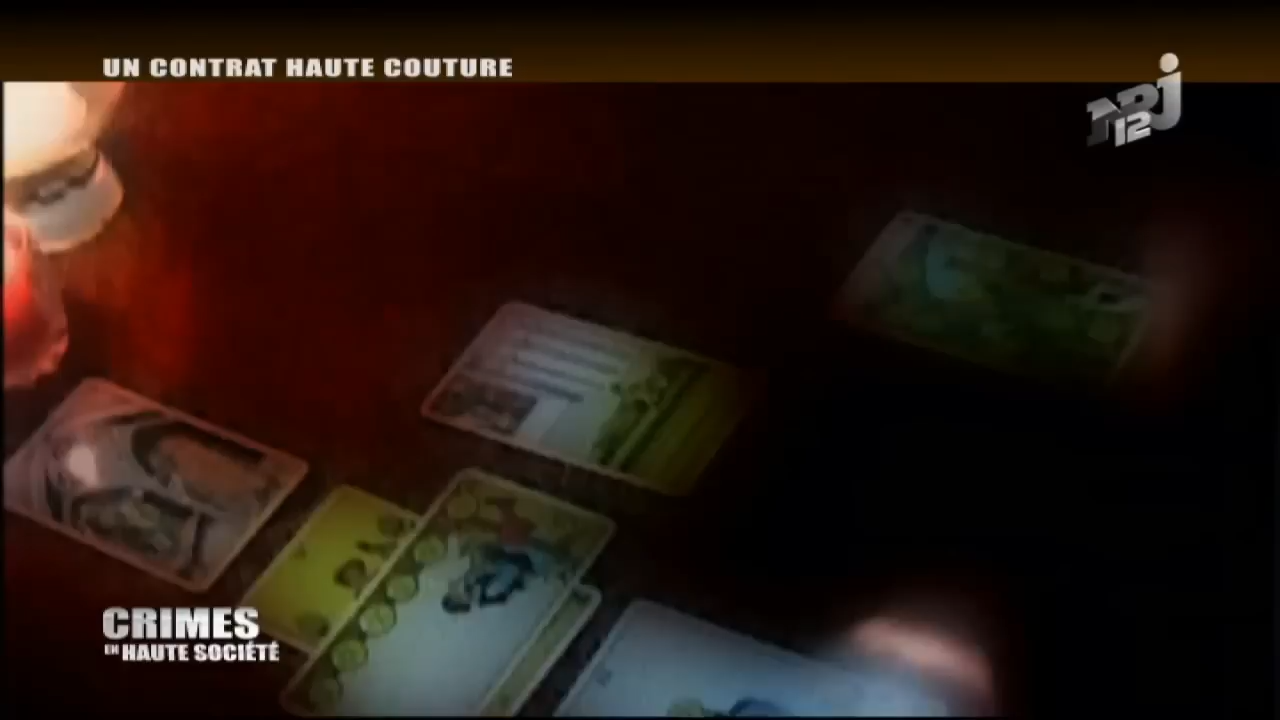 UN CONTRAT HAUTE COUTURE
NRJ
12
CRIMES
EN HAUTE SOCIÉTÉ